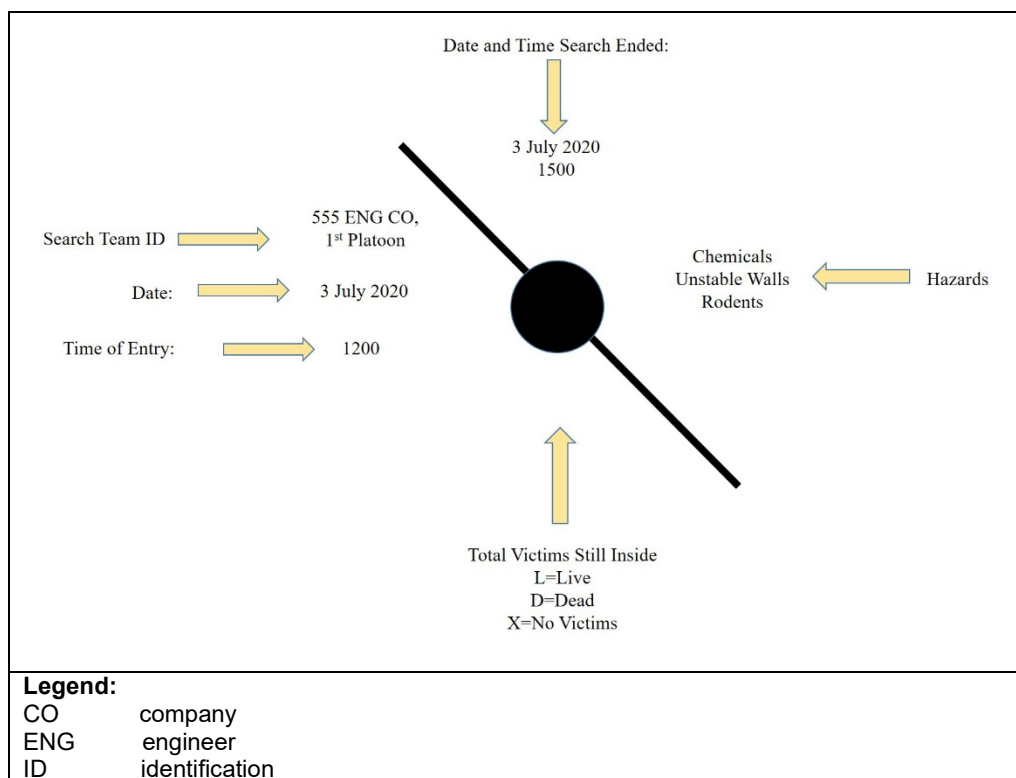 Date and Time Search Ended:
3 July 2020
1500
Search Team ID
555 ENG CO,
1st Platoon
Date:
3 July 2020
Time of Entry:
1200
Chemicals
Unstable Walls
Rodents
Hazards
Total Victims Still Inside
L=Live
D=Dead
X=No Victims
Legend:
CO company
ENG engineer
ID identification